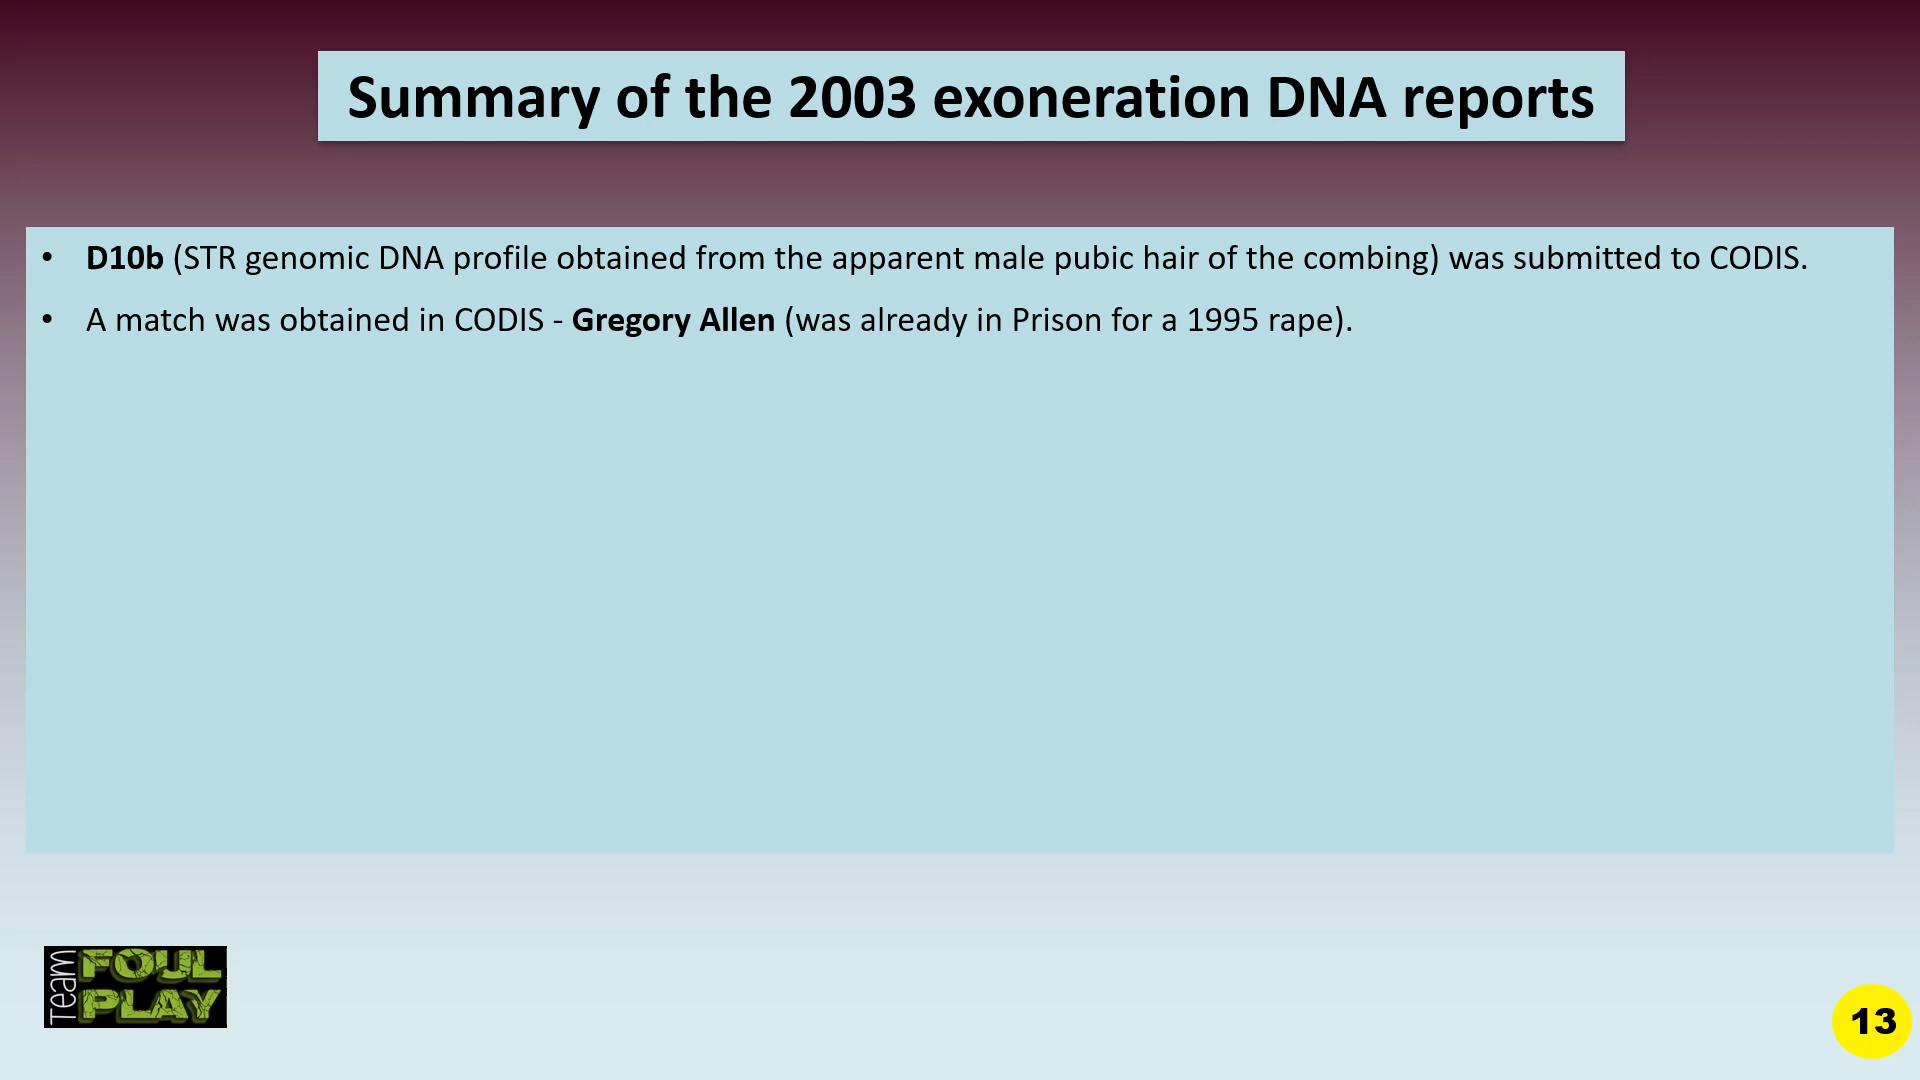 Summary of the 2003 exoneration DNA reports
• D10b (STR genomic DNA profile obtained from the apparent male pubic hair of the combing) was submitted to CODIS.
• A match was obtained in CODIS - Gregory Allen (was already in Prison for a 1995 rape).
Team
FOUL
PLAY
13